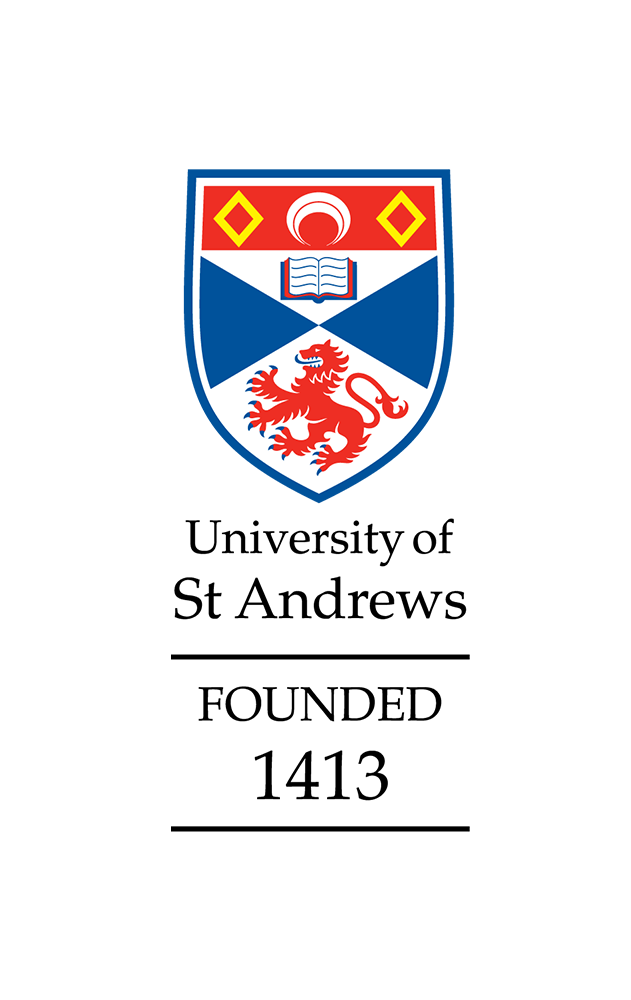 University of
St Andrews
FOUNDED
1413